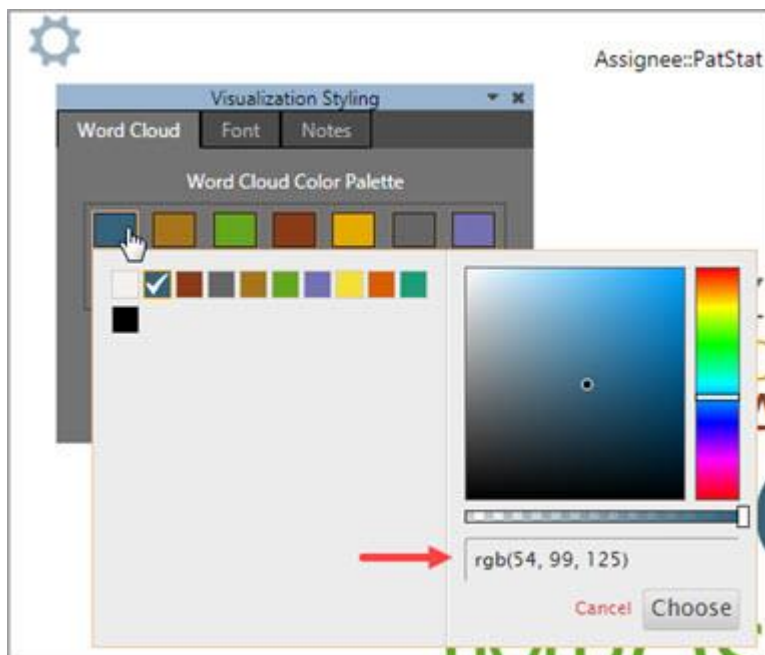 Assignee::PatStat
Visualization Styling
Word Cloud Font Notes
Word Cloud Color Palette
rgb(54, 99, 125)
Cancel Choose